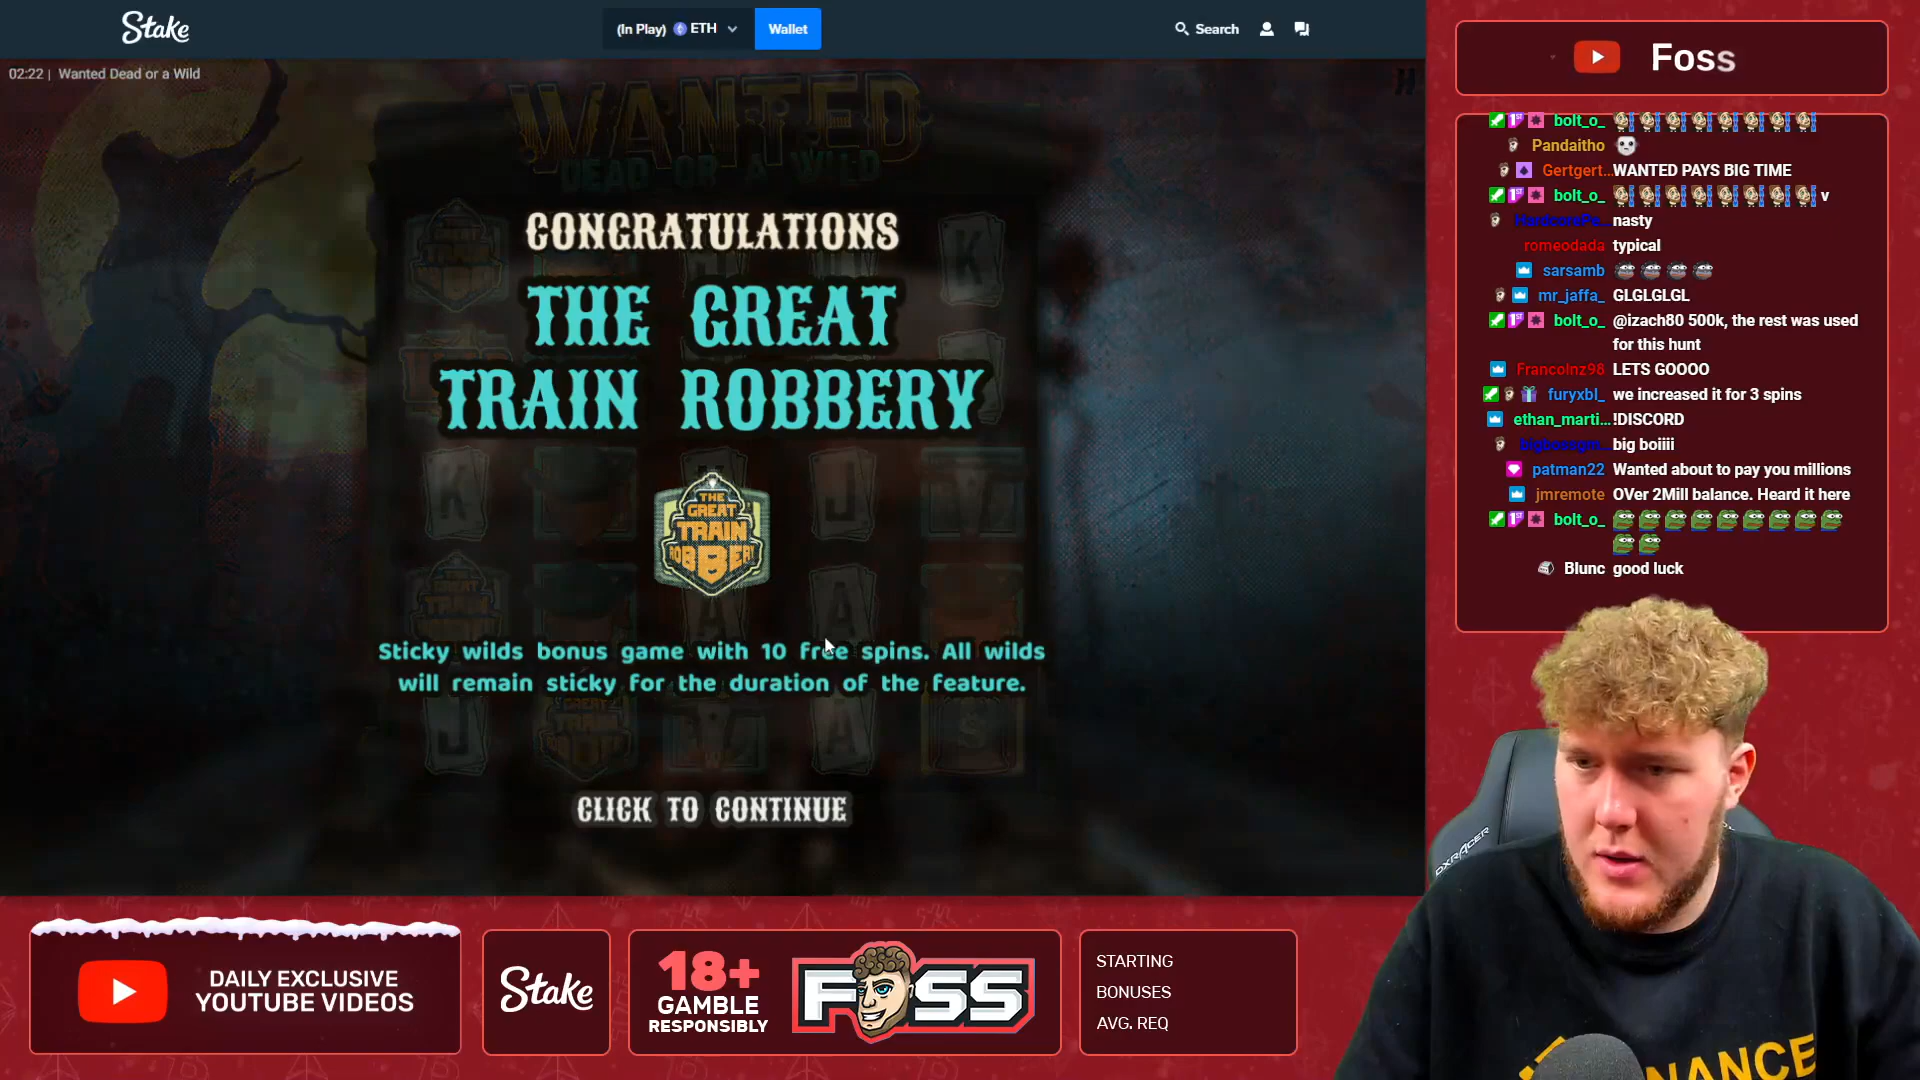 Stake
(In Play) ETH
Wallet
Search
02:22 | Wanted Dead or a Wild
WANTED
DEAD OR A WILD
CONGRATULATIONS
THE GREAT
TRAIN ROBBERY
THE
GREAT
TRAIN
ROBBERY
Sticky wilds bonus game with 10 free spins. All wilds
will remain sticky for the duration of the feature.
CLICK TO CONTINUE
Foss
bolt_o_
Pandaitho
Gertgert... WANTED PAYS BIG TIME
bolt_o_ v
HardcorePa... nasty
romeodada typical
sarsamb
mr_jaffa_ GLGLGLGL
bolt_o_ @izach80 500k, the rest was used
for this hunt
Francolnz98 LETS GOOOO
furyxbl_ we increased it for 3 spins
ethan_marti... !DISCORD
big boiiii
patman22 Wanted about to pay you millions
jmremote OVer 2Mill balance. Heard it here
bolt_o_
Blunc good luck
DAILY EXCLUSIVE
YOUTUBE VIDEOS
Stake
18+
GAMBLE
RESPONSIBLY
FOSS
STARTING
BONUSES
AVG. REQ
DXRACER